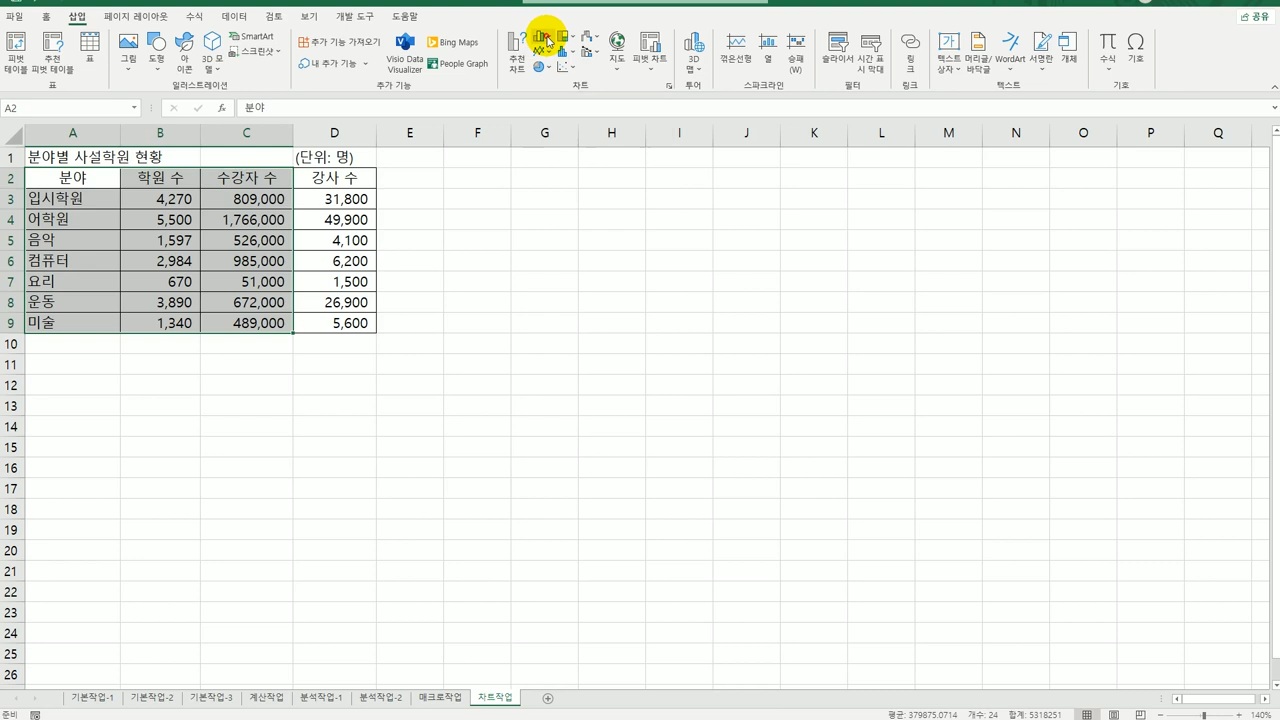 파일 홈 삽입 페이지 레이아웃 수식 데이터 검토 보기 개발 도구 도움말 공유
피벗 테이블
추천 피벗 테이블
표
그림
도형
아이콘
3D 모델
SmartArt
스크린샷
추가 기능 가져오기
내 추가 기능
Visio Data Visualizer
Bing Maps
People Graph
추천 차트
지도
피벗 차트
3D 맵
꺾은선형
열
승패 (W)
슬라이서
시간 표시 막대
링크
텍스트 상자
머리글/바닥글
WordArt
서명란
개체
수식
기호
표 일러스트레이션 추가 기능 차트 투어 스파크라인 필터 링크 텍스트 기호
A2 fx 분야
A B C D E F G H I J K L M N O P Q
1 분야별 사설학원 현황 (단위: 명)
2 분야 학원 수 수강자 수 강사 수
3 입시학원 4,270 809,000 31,800
4 어학원 5,500 1,766,000 49,900
5 음악 1,597 526,000 4,100
6 컴퓨터 2,984 985,000 6,200
7 요리 670 51,000 1,500
8 운동 3,890 672,000 26,900
9 미술 1,340 489,000 5,600
10
11
12
13
14
15
16
17
18
19
20
21
22
23
24
25
26
기본작업-1 기본작업-2 기본작업-3 계산작업 분석작업-1 분석작업-2 매크로작업 차트작업
준비 평균: 379875.0714 개수: 24 합계: 5318251 140%